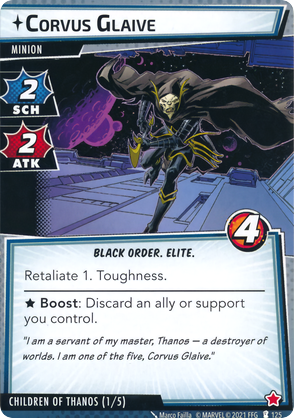 CORVUS GLAIVE
MINION
2
SCH
2
ATK
4
BLACK ORDER. ELITE.
Retaliate 1. Toughness.
★ Boost: Discard an ally or support
you control.
"I am a servant of my master, Thanos — a destroyer of
worlds. I am one of the five, Corvus Glaive."
CHILDREN OF THANOS (1/5)
Marco Failla © MARVEL © 2021 FFG 125